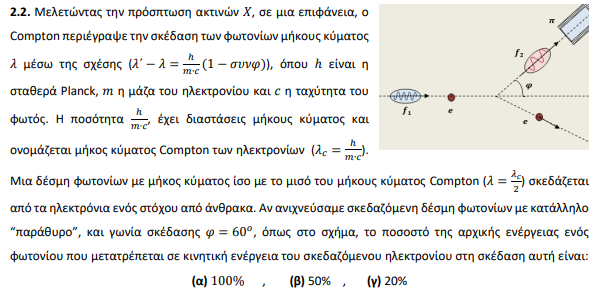 2.2. Μελετώντας την πρόσπτωση ακτινών X, σε μια επιφάνεια, ο
Compton περιέγραψε την σκέδαση των φωτονίων μήκους κύματος
λ μέσω της σχέσης (λ′ − λ = h/m·c (1 − συνφ)), όπου h είναι η
σταθερά Planck, m η μάζα του ηλεκτρονίου και c η ταχύτητα του
φωτός. Η ποσότητα h/m·c, έχει διαστάσεις μήκους κύματος και
ονομάζεται μήκος κύματος Compton των ηλεκτρονίων (λ_c = h/m·c).
Μια δέσμη φωτονίων με μήκος κύματος ίσο με το μισό του μήκους κύματος Compton (λ = λ_c/2) σκεδάζεται
από τα ηλεκτρόνια ενός στόχου από άνθρακα. Αν ανιχνεύσαμε σκεδαζόμενη δέσμη φωτονίων με κατάλληλο
“παράθυρο”, και γωνία σκέδασης φ = 60°, όπως στο σχήμα, το ποσοστό της αρχικής ενέργειας ενός
φωτονίου που μετατρέπεται σε κινητική ενέργεια του σκεδαζόμενου ηλεκτρονίου στη σκέδαση αυτή είναι:
(α) 100% , (β) 50% , (γ) 20%
π
f₂
φ
f₁
e
e